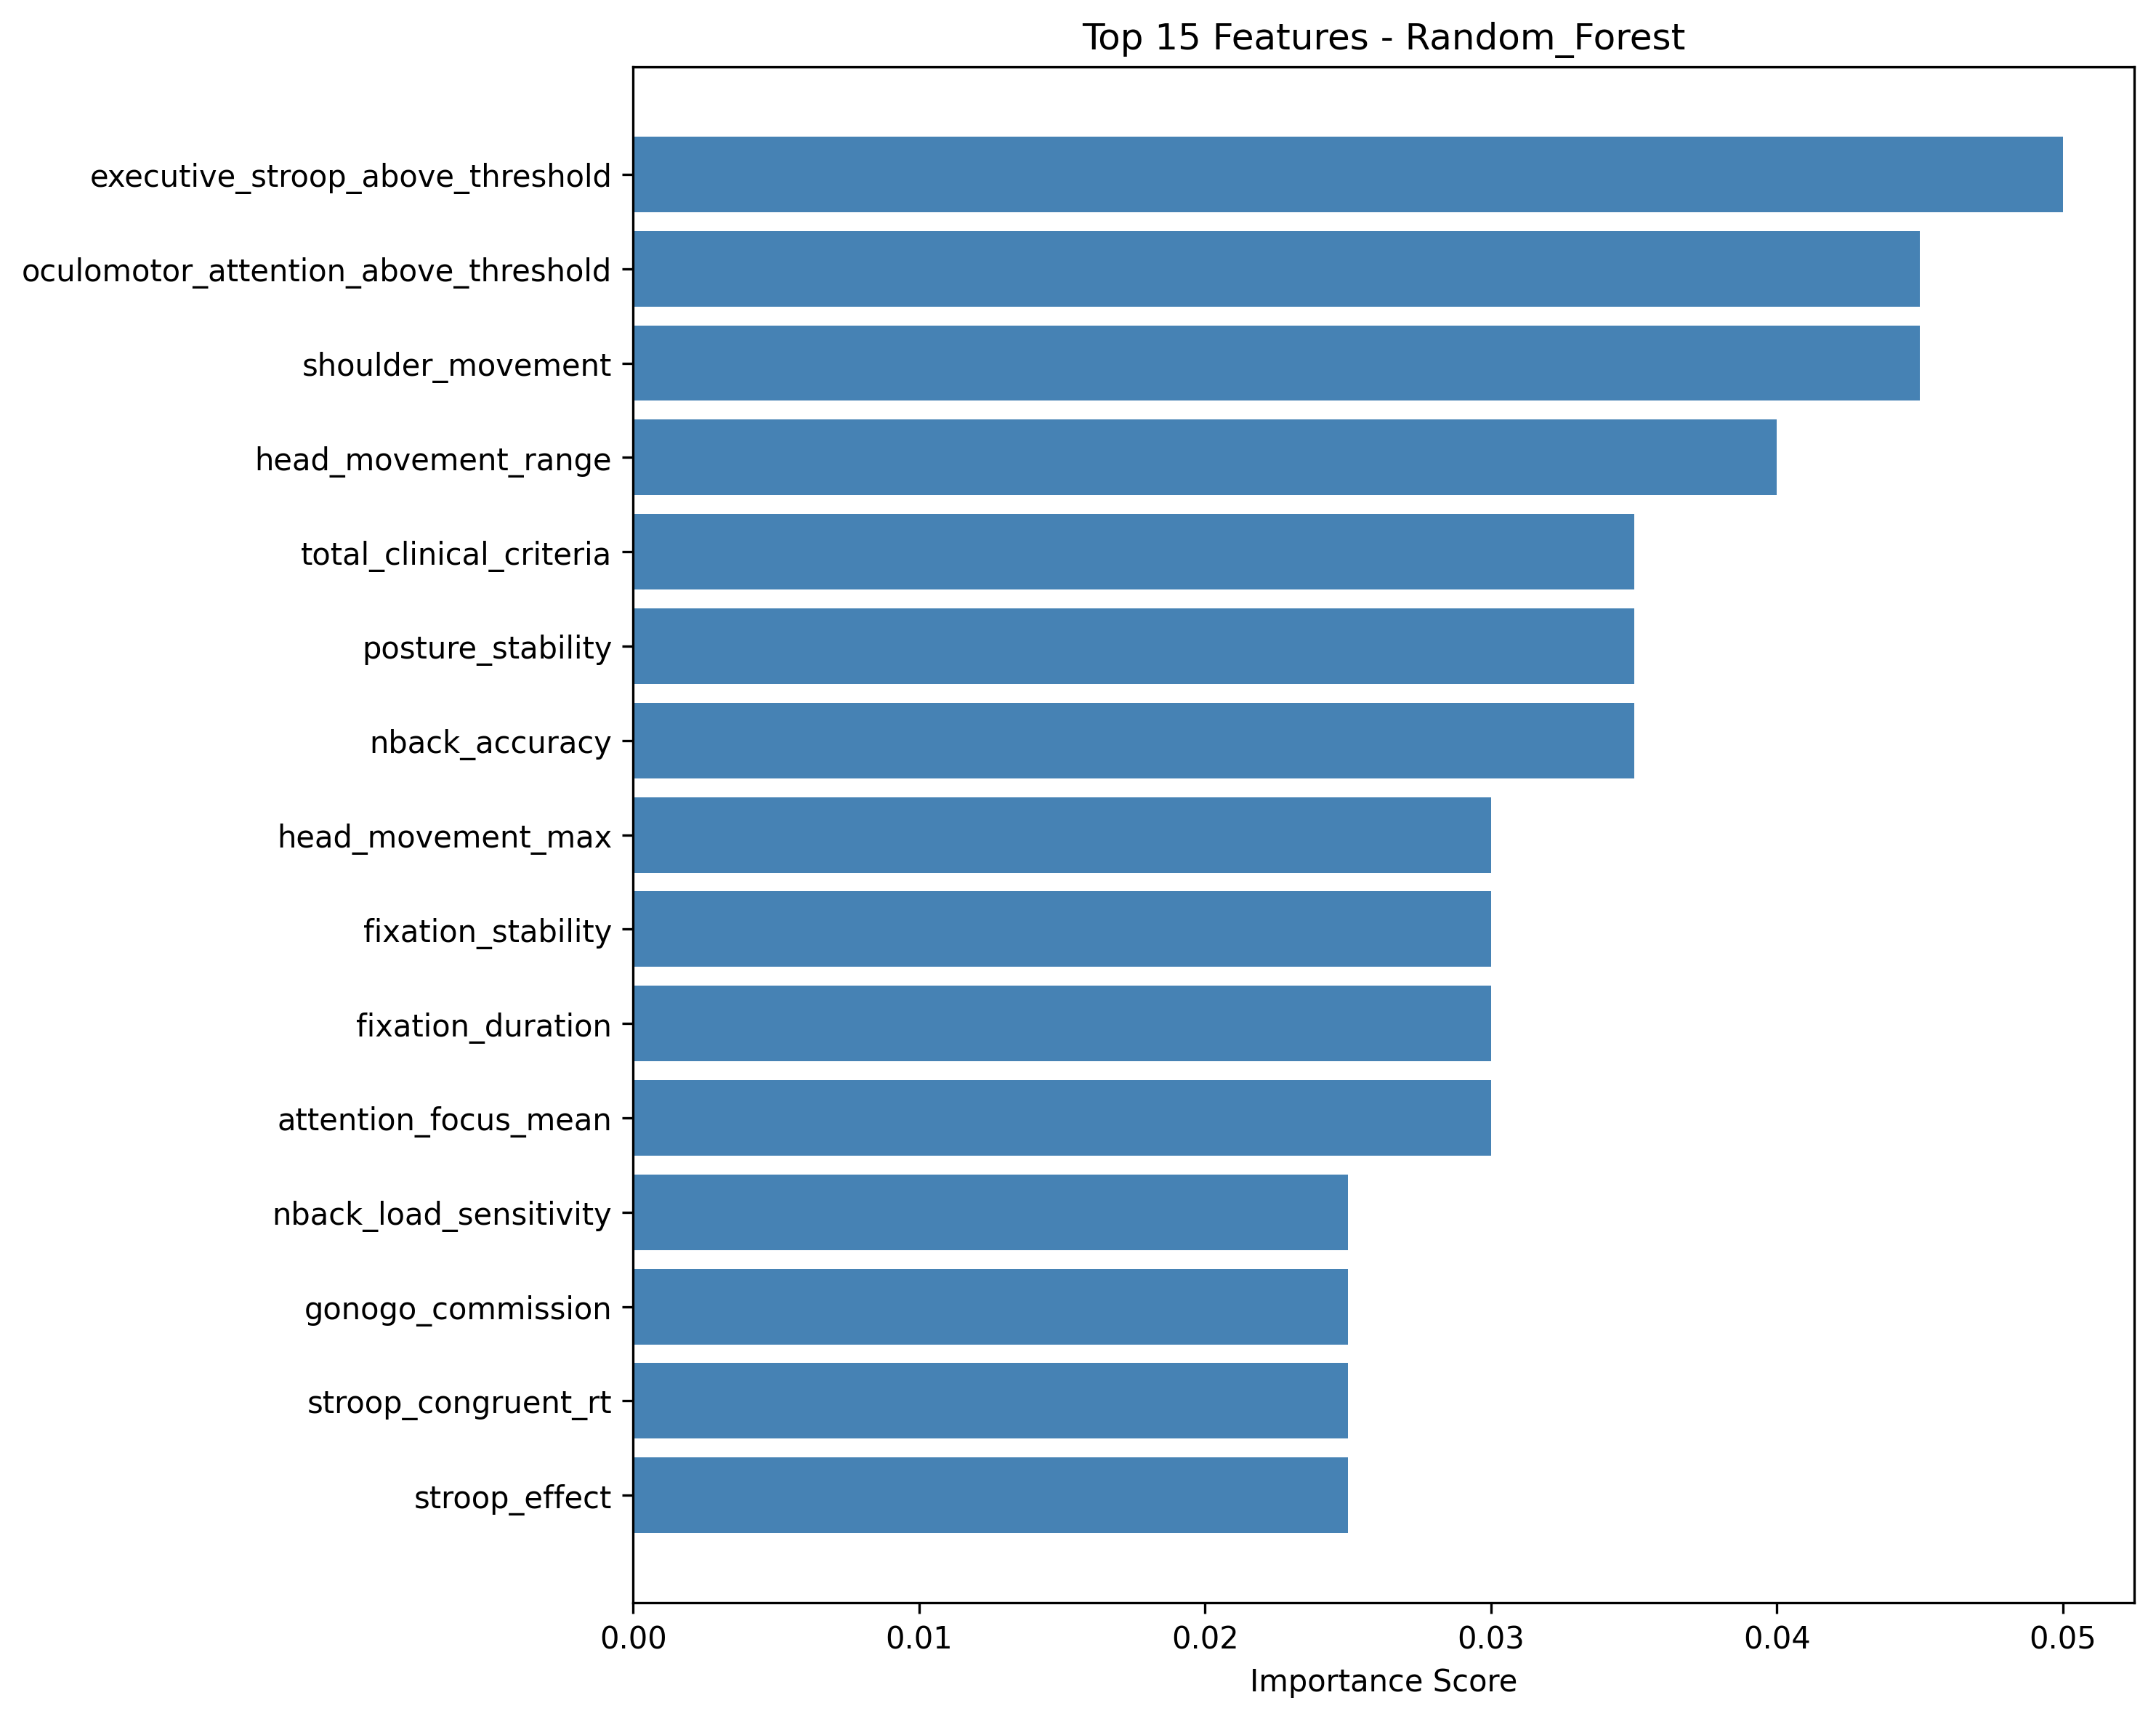 Top 15 Features - Random_Forest
executive_stroop_above_threshold
oculomotor_attention_above_threshold
shoulder_movement
head_movement_range
total_clinical_criteria
posture_stability
nback_accuracy
head_movement_max
fixation_stability
fixation_duration
attention_focus_mean
nback_load_sensitivity
gonogo_commission
stroop_congruent_rt
stroop_effect
0.00 0.01 0.02 0.03 0.04 0.05
Importance Score